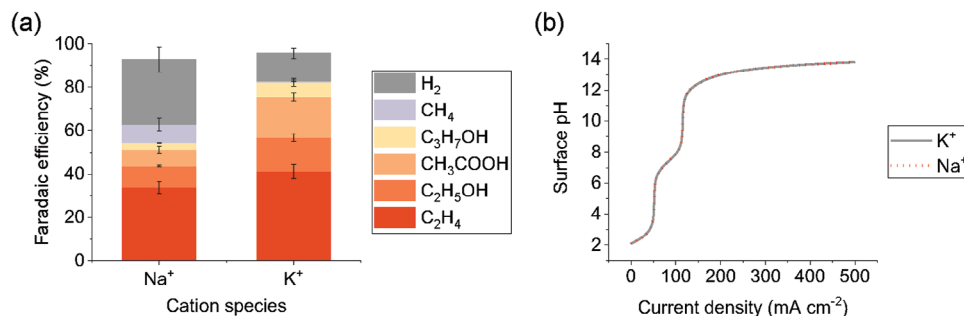 (a)
100
80
60
40
20
0
Faradaic efficiency (%)
Na⁺
K⁺
Cation species
H₂
CH₄
C₃H₇OH
CH₃COOH
C₂H₅OH
C₂H₄
(b)
14
12
10
8
6
4
2
Surface pH
0 100 200 300 400 500
Current density (mA cm⁻²)
K⁺
Na⁺